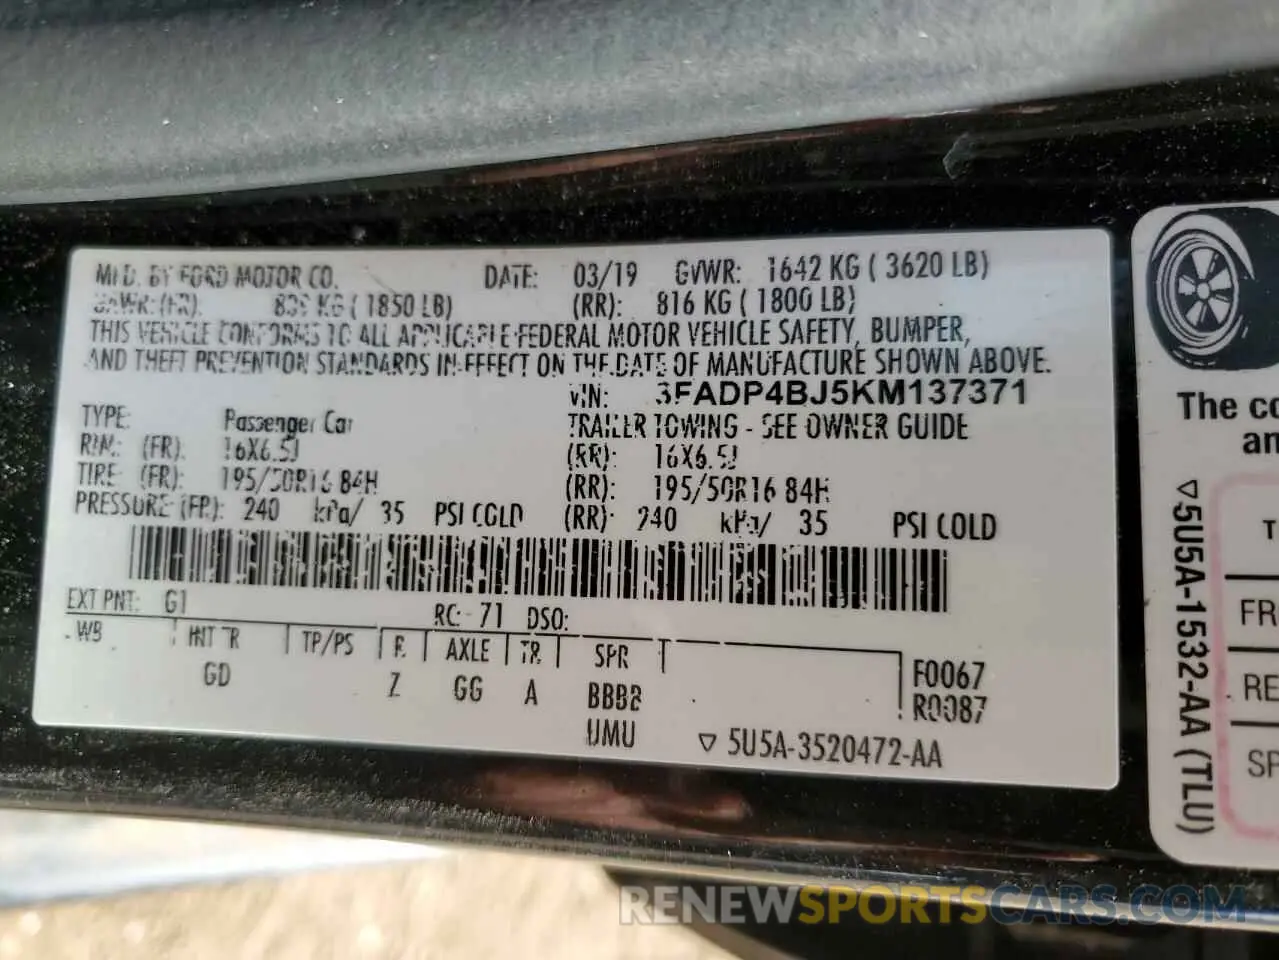 MFD. BY FORD MOTOR CO. DATE: 03/19 GVWR: 1642 KG ( 3620 LB)
GAWR: (FR): 839 KG ( 1850 LB) (RR): 816 KG ( 1800 LB)
THIS VEHICLE CONFORMS TO ALL APPLICABLE FEDERAL MOTOR VEHICLE SAFETY, BUMPER,
AND THEFT PREVENTION STANDARDS IN EFFECT ON THE DATE OF MANUFACTURE SHOWN ABOVE.
VIN: 3FADP4BJ5KM137371
TYPE: Passenger Car TRAILER TOWING - SEE OWNER GUIDE
RIM: (FR): 16X6.5J (RR): 16X6.5J
TIRE (FR): 195/50R16 84H (RR): 195/50R16 84H
PRESSURE (FR): 240 kPa/ 35 PSI COLD (RR): 240 kPa/ 35 PSI COLD
EXT PNT: G1 RC: 71 DSO:
WB INT TR TP/PS R AXLE TR SPR
GD Z GG A BBBB
UMU
F0067
R0087
▽ 5U5A-3520472-AA
The co
an
T
FR
RE
SP
▽5U5A-1532-AA (TLU)
RENEWSPORTSCARS.COM